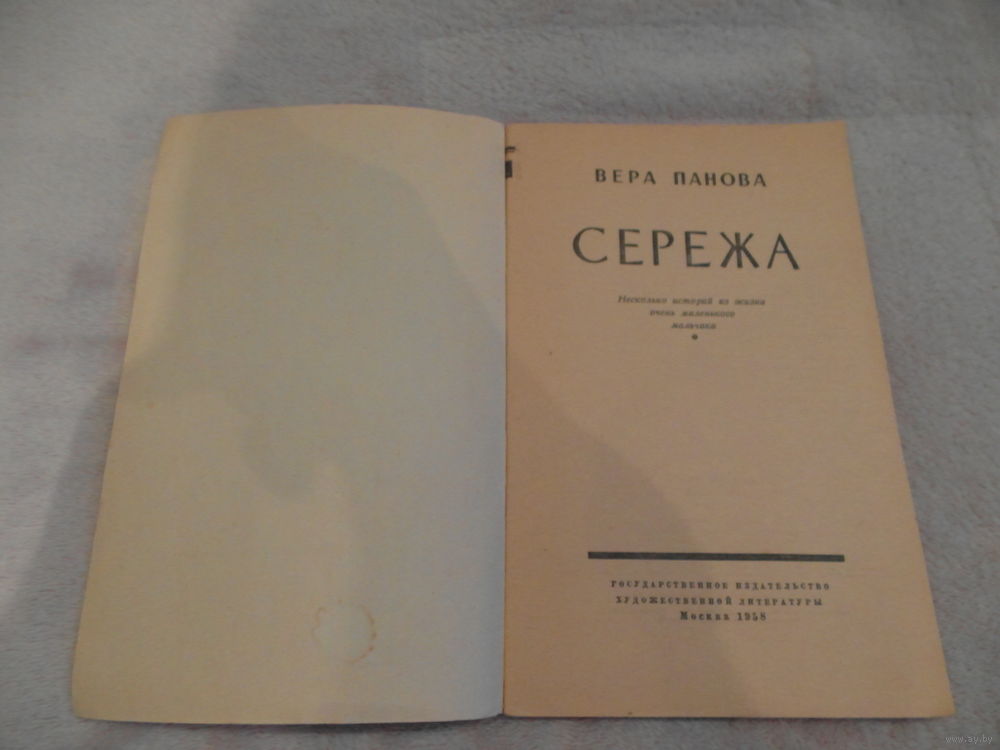 ВЕРА ПАНОВА
СЕРЕЖА
Несколько историй из жизни
очень маленького
мальчика
ГОСУДАРСТВЕННОЕ ИЗДАТЕЛЬСТВО
ХУДОЖЕСТВЕННОЙ ЛИТЕРАТУРЫ
Москва 1958
www.ay.by